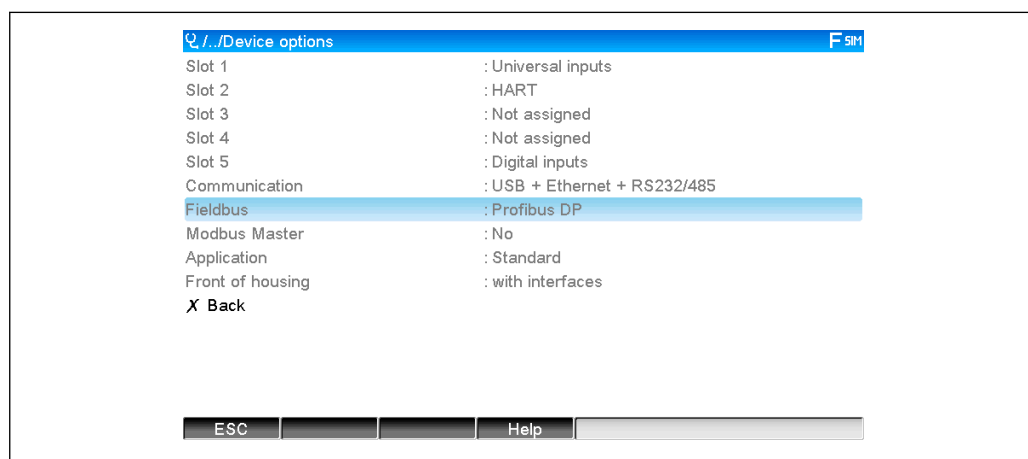 /../Device options F SIM
Slot 1 : Universal inputs
Slot 2 : HART
Slot 3 : Not assigned
Slot 4 : Not assigned
Slot 5 : Digital inputs
Communication : USB + Ethernet + RS232/485
Fieldbus : Profibus DP
Modbus Master : No
Application : Standard
Front of housing : with interfaces
X Back
ESC Help